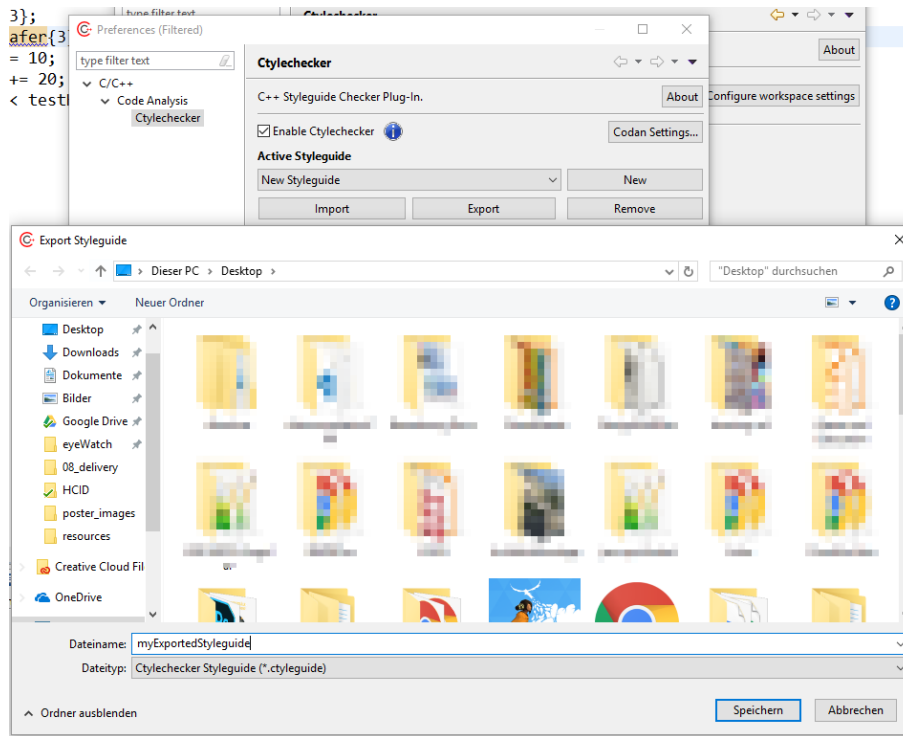 3};
type filter text
Ctylechecker
Preferences (Filtered)
afer{3
= 10;
+= 20;
< test
About
Configure workspace settings
type filter text
C/C++
Code Analysis
Ctylechecker
Ctylechecker
C++ Styleguide Checker Plug-In.
About
Enable Ctylechecker
Codan Settings...
Active Styleguide
New Styleguide
New
Import
Export
Remove
Export Styleguide
Dieser PC > Desktop >
"Desktop" durchsuchen
Organisieren
Neuer Ordner
Desktop
Downloads
Dokumente
Bilder
Google Drive
eyeWatch
08_delivery
HCID
poster_images
resources
Creative Cloud Fil
OneDrive
Dateiname: myExportedStyleguide
Dateityp: Ctylechecker Styleguide (*.ctyleguide)
Ordner ausblenden
Speichern
Abbrechen